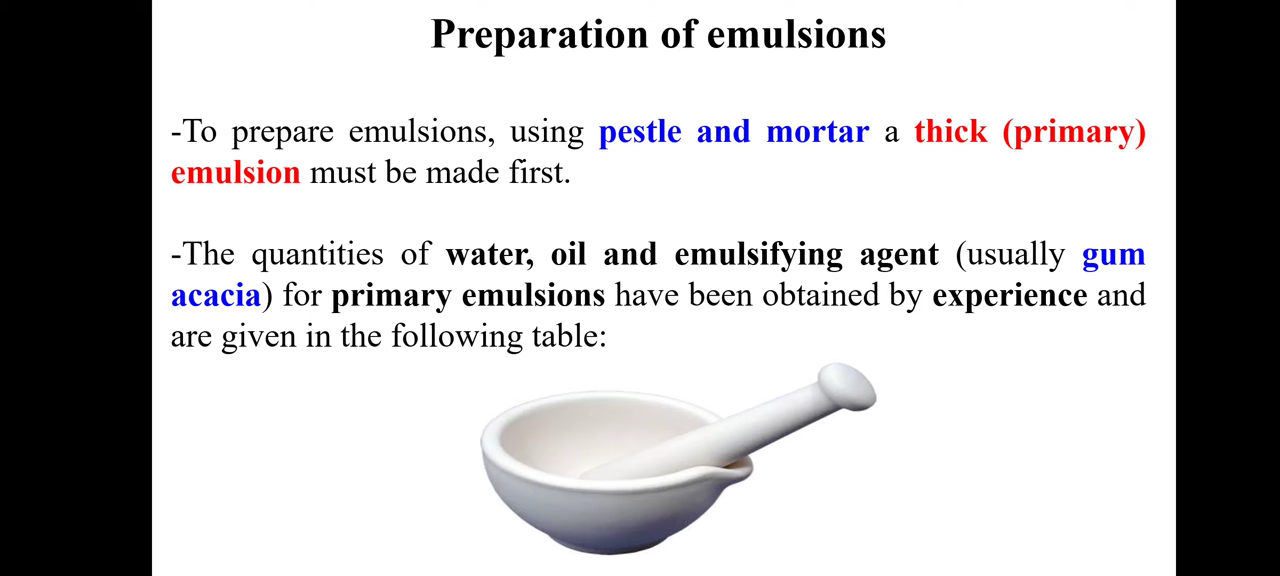 Preparation of emulsions
-To prepare emulsions, using pestle and mortar a thick (primary)
emulsion must be made first.
-The quantities of water, oil and emulsifying agent (usually gum
acacia) for primary emulsions have been obtained by experience and
are given in the following table: